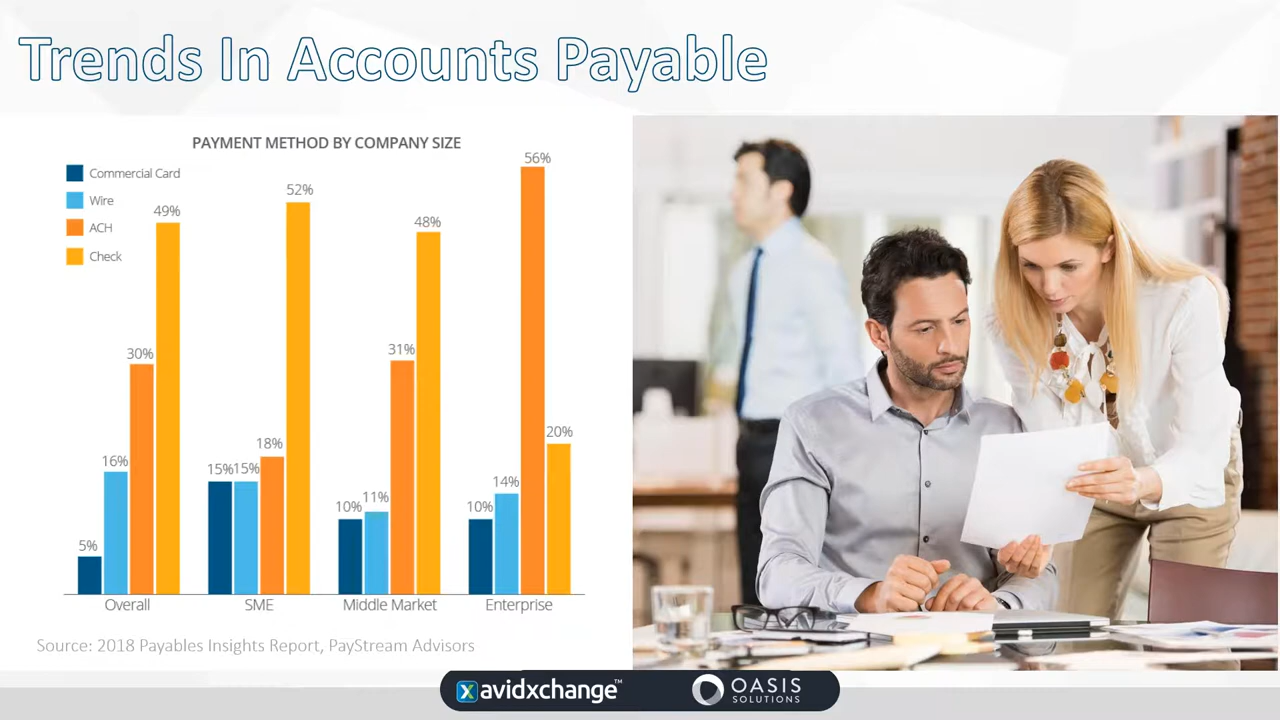 Trends In Accounts Payable
PAYMENT METHOD BY COMPANY SIZE
Commercial Card
Wire
ACH
Check
5%
16%
30%
49%
15%
15%
18%
52%
10%
11%
31%
48%
10%
14%
56%
20%
Overall
SME
Middle Market
Enterprise
Source: 2018 Payables Insights Report, PayStream Advisors
avidxchange™
OASIS
SOLUTIONS